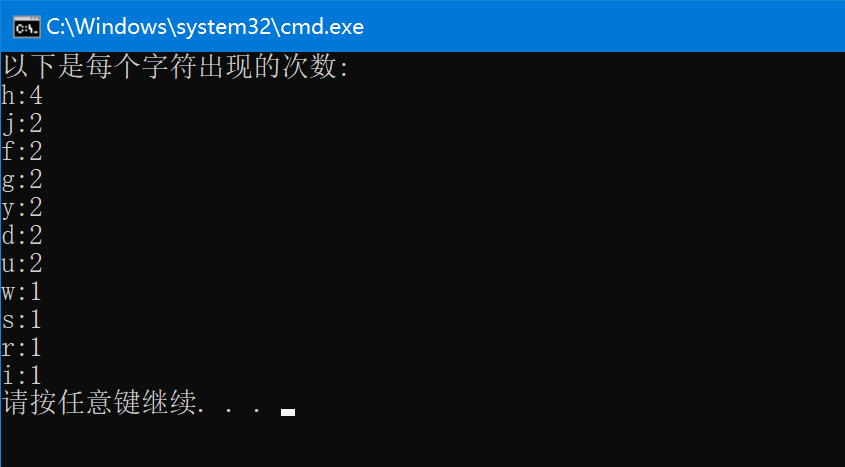 C:\Windows\system32\cmd.exe
以下是每个字符出现的次数:
h:4
j:2
f:2
g:2
y:2
d:2
u:2
w:1
s:1
r:1
i:1
请按任意键继续. . .